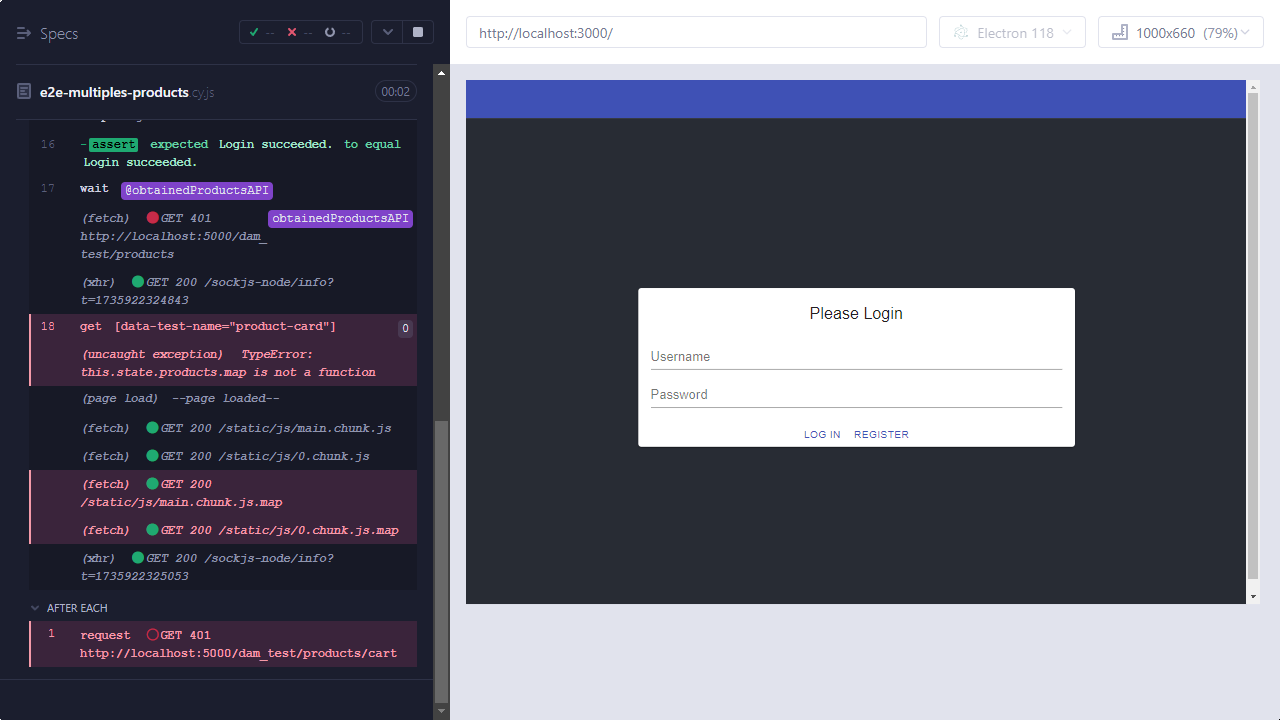 Specs
--
--
--
http://localhost:3000/
Electron 118
1000x660 (79%)
e2e-multiples-products.cy.js
00:02
16 -assert expected Login succeeded. to equal
Login succeeded.
17 wait @obtainedProductsAPI
(fetch) GET 401 obtainedProductsAPI
http://localhost:5000/dam_
test/products
(xhr) GET 200 /sockjs-node/info?
t=1735922324843
18 get [data-test-name="product-card"] 0
(uncaught exception) TypeError:
this.state.products.map is not a function
(page load) --page loaded--
(fetch) GET 200 /static/js/main.chunk.js
(fetch) GET 200 /static/js/0.chunk.js
(fetch) GET 200
/static/js/main.chunk.js.map
(fetch) GET 200 /static/js/0.chunk.js.map
(xhr) GET 200 /sockjs-node/info?
t=1735922325053
AFTER EACH
1 request GET 401
http://localhost:5000/dam_test/products/cart
Please Login
Username
Password
LOG IN REGISTER